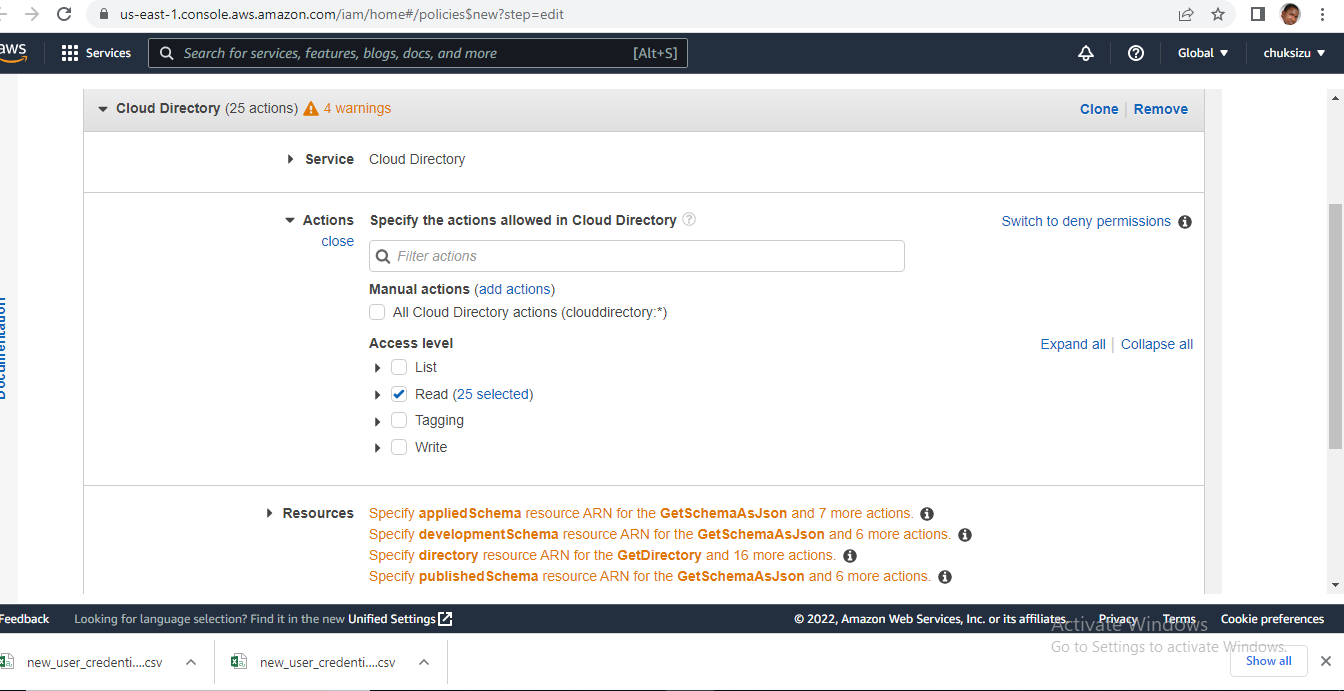 us-east-1.console.aws.amazon.com/iam/home#/policies$new?step=edit
aws
Services
Search for services, features, blogs, docs, and more
[Alt+S]
Global
chuksizu
Cloud Directory (25 actions) 4 warnings
Clone
Remove
Service Cloud Directory
Actions Specify the actions allowed in Cloud Directory ?
Switch to deny permissions
close
Filter actions
Manual actions (add actions)
All Cloud Directory actions (clouddirectory:*)
Access level
Expand all | Collapse all
List
Read (25 selected)
Tagging
Write
Documentation
Resources Specify appliedSchema resource ARN for the GetSchemaAsJson and 7 more actions.
Specify developmentSchema resource ARN for the GetSchemaAsJson and 6 more actions.
Specify directory resource ARN for the GetDirectory and 16 more actions.
Specify publishedSchema resource ARN for the GetSchemaAsJson and 6 more actions.
Feedback Looking for language selection? Find it in the new Unified Settings
© 2022, Amazon Web Services, Inc. or its affiliates.
Privacy Terms Cookie preferences
Activate Windows
Go to Settings to activate Windows.
new_user_credenti....csv
new_user_credenti....csv
Show all